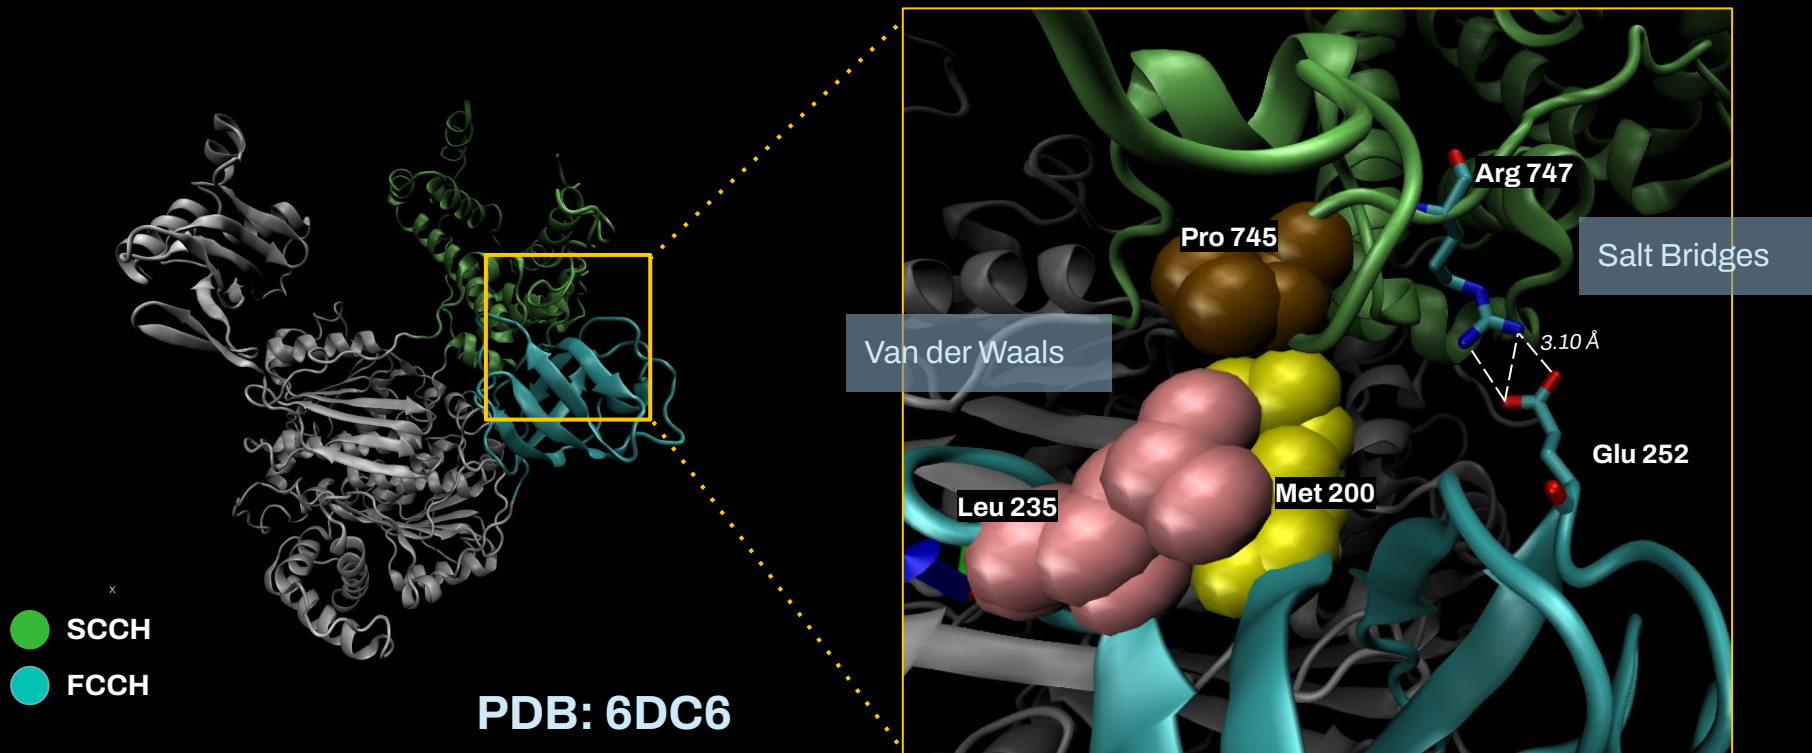 x
SCCH
FCCH
PDB: 6DC6
Arg 747
Pro 745
Salt Bridges
3.10 Å
Van der Waals
Glu 252
Met 200
Leu 235